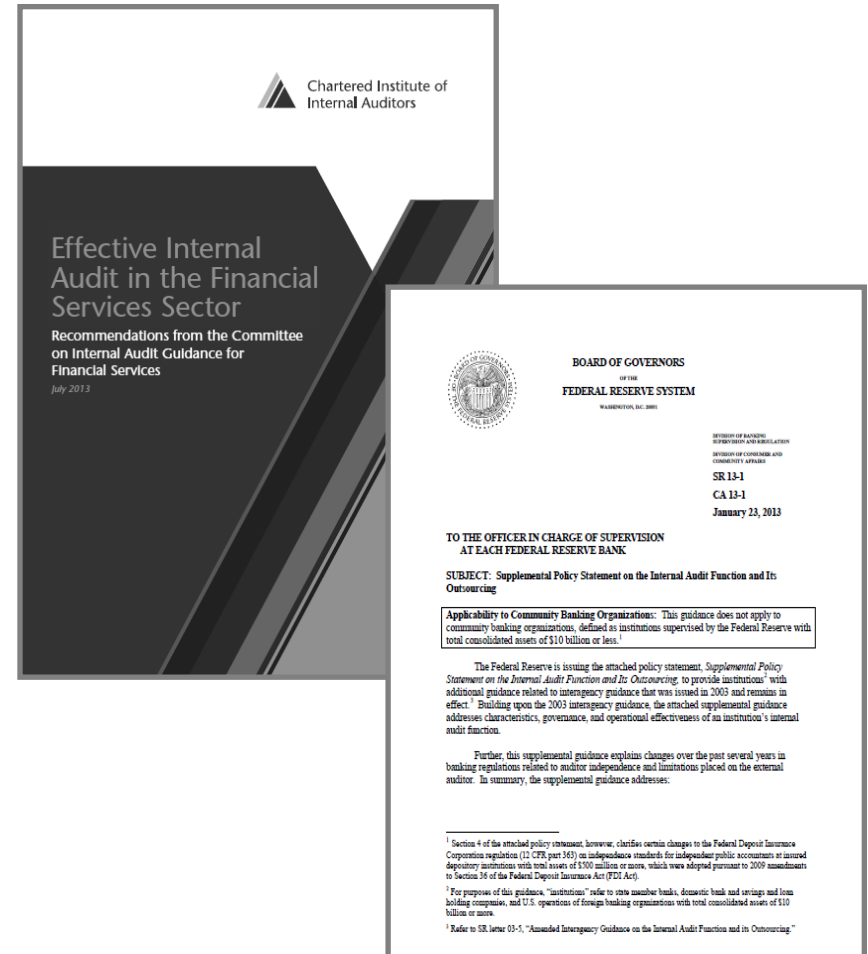 Chartered Institute of
Internal Auditors
Effective Internal
Audit in the Financial
Services Sector
Recommendations from the Committee
on Internal Audit Guidance for
Financial Services
July 2013
BOARD OF GOVERNORS
OF THE
FEDERAL RESERVE SYSTEM
WASHINGTON, D.C. 20551
DIVISION OF BANKING
SUPERVISION AND REGULATION
DIVISION OF CONSUMER AND
COMMUNITY AFFAIRS
SR 13-1
CA 13-1
January 23, 2013
TO THE OFFICER IN CHARGE OF SUPERVISION
AT EACH FEDERAL RESERVE BANK
SUBJECT: Supplemental Policy Statement on the Internal Audit Function and Its
Outsourcing
Applicability to Community Banking Organizations: This guidance does not apply to
community banking organizations, defined as institutions supervised by the Federal Reserve with
total consolidated assets of $10 billion or less.1
The Federal Reserve is issuing the attached policy statement, Supplemental Policy
Statement on the Internal Audit Function and Its Outsourcing, to provide institutions2 with
additional guidance related to interagency guidance that was issued in 2003 and remains in
effect.3 Building upon the 2003 interagency guidance, the attached supplemental guidance
addresses characteristics, governance, and operational effectiveness of an institution's internal
audit function.
Further, this supplemental guidance explains changes over the past several years in
banking regulations related to auditor independence and limitations placed on the external
auditor. In summary, the supplemental guidance addresses:
1 Section 4 of the attached policy statement, however, clarifies certain changes to the Federal Deposit Insurance
Corporation regulation (12 CFR part 363) on independence standards for independent public accountants at insured
depository institutions with total assets of $500 million or more, which were adopted pursuant to 2009 amendments
to Section 36 of the Federal Deposit Insurance Act (FDI Act).
2 For purposes of this guidance, "institutions" refer to state member banks, domestic bank and savings and loan
holding companies, and U.S. operations of foreign banking organizations with total consolidated assets of $10
billion or more.
3 Refer to SR letter 03-5, "Amended Interagency Guidance on the Internal Audit Function and its Outsourcing."